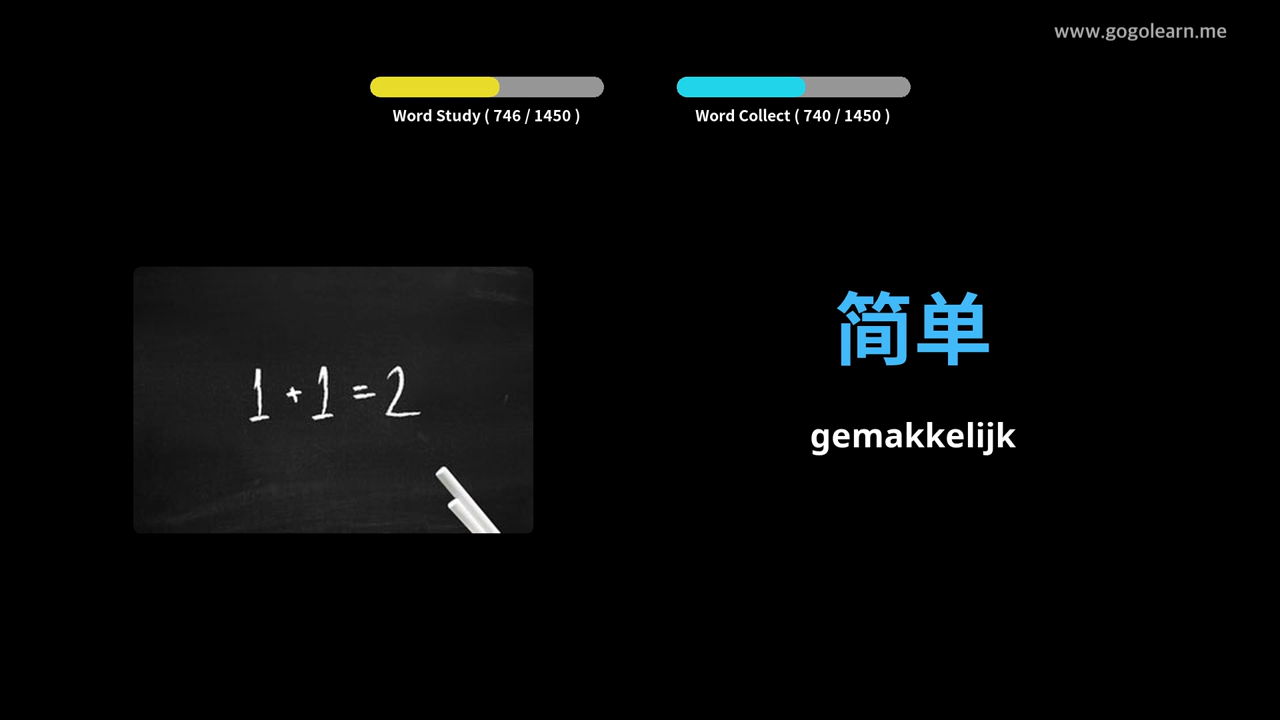 www.gogolearn.me
Word Study ( 746 / 1450 )
Word Collect ( 740 / 1450 )
1 + 1 = 2
简单
gemakkelijk